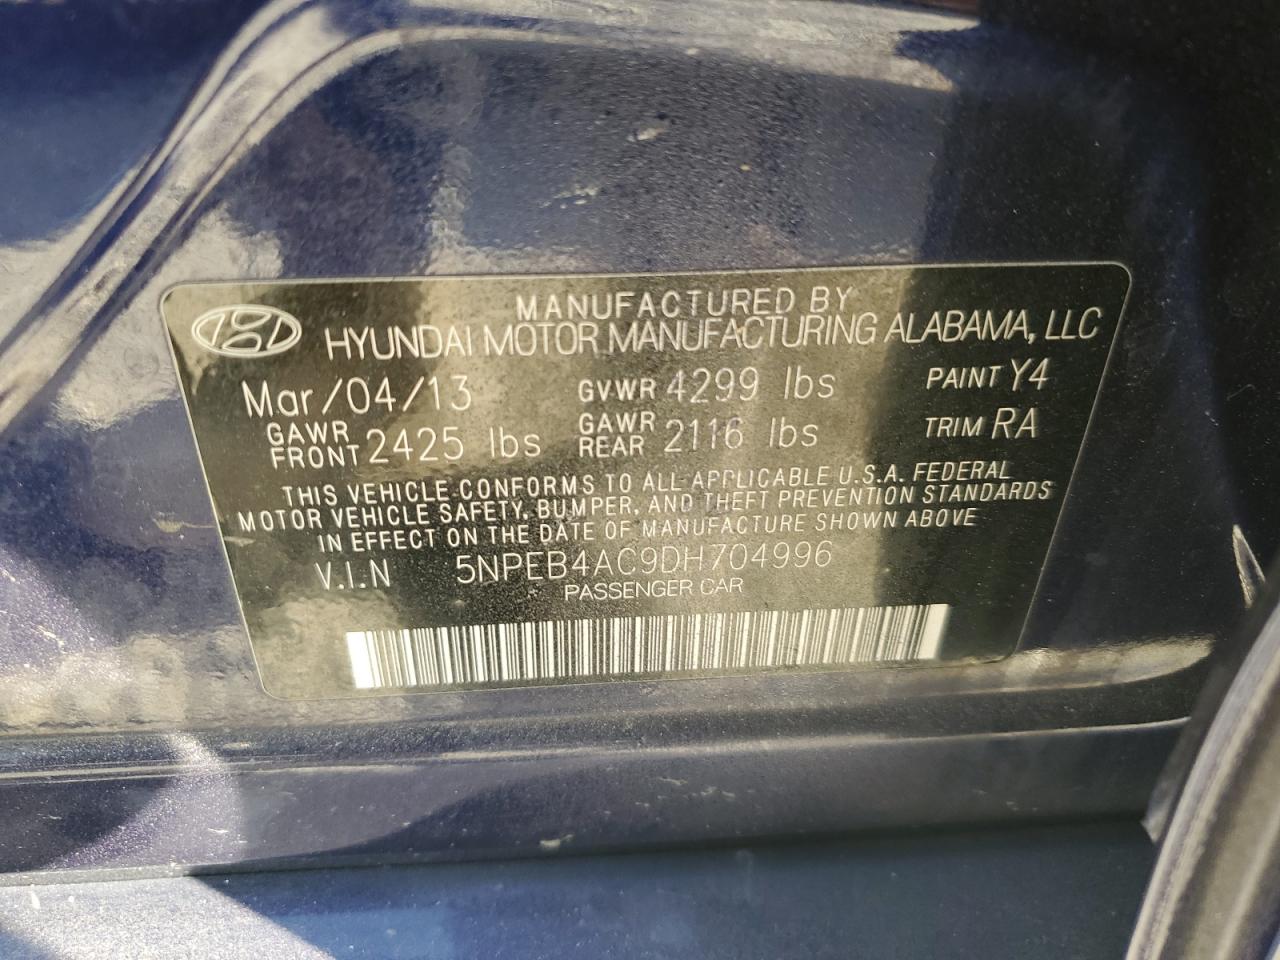 MANUFACTURED BY
HYUNDAI MOTOR MANUFACTURING ALABAMA, LLC
Mar/04/13 GVWR 4299 lbs PAINT Y4
GAWR FRONT 2425 lbs GAWR REAR 2116 lbs TRIM RA
THIS VEHICLE CONFORMS TO ALL APPLICABLE U.S.A. FEDERAL
MOTOR VEHICLE SAFETY, BUMPER, AND THEFT PREVENTION STANDARDS
IN EFFECT ON THE DATE OF MANUFACTURE SHOWN ABOVE
V.I.N 5NPEB4AC9DH704996
PASSENGER CAR